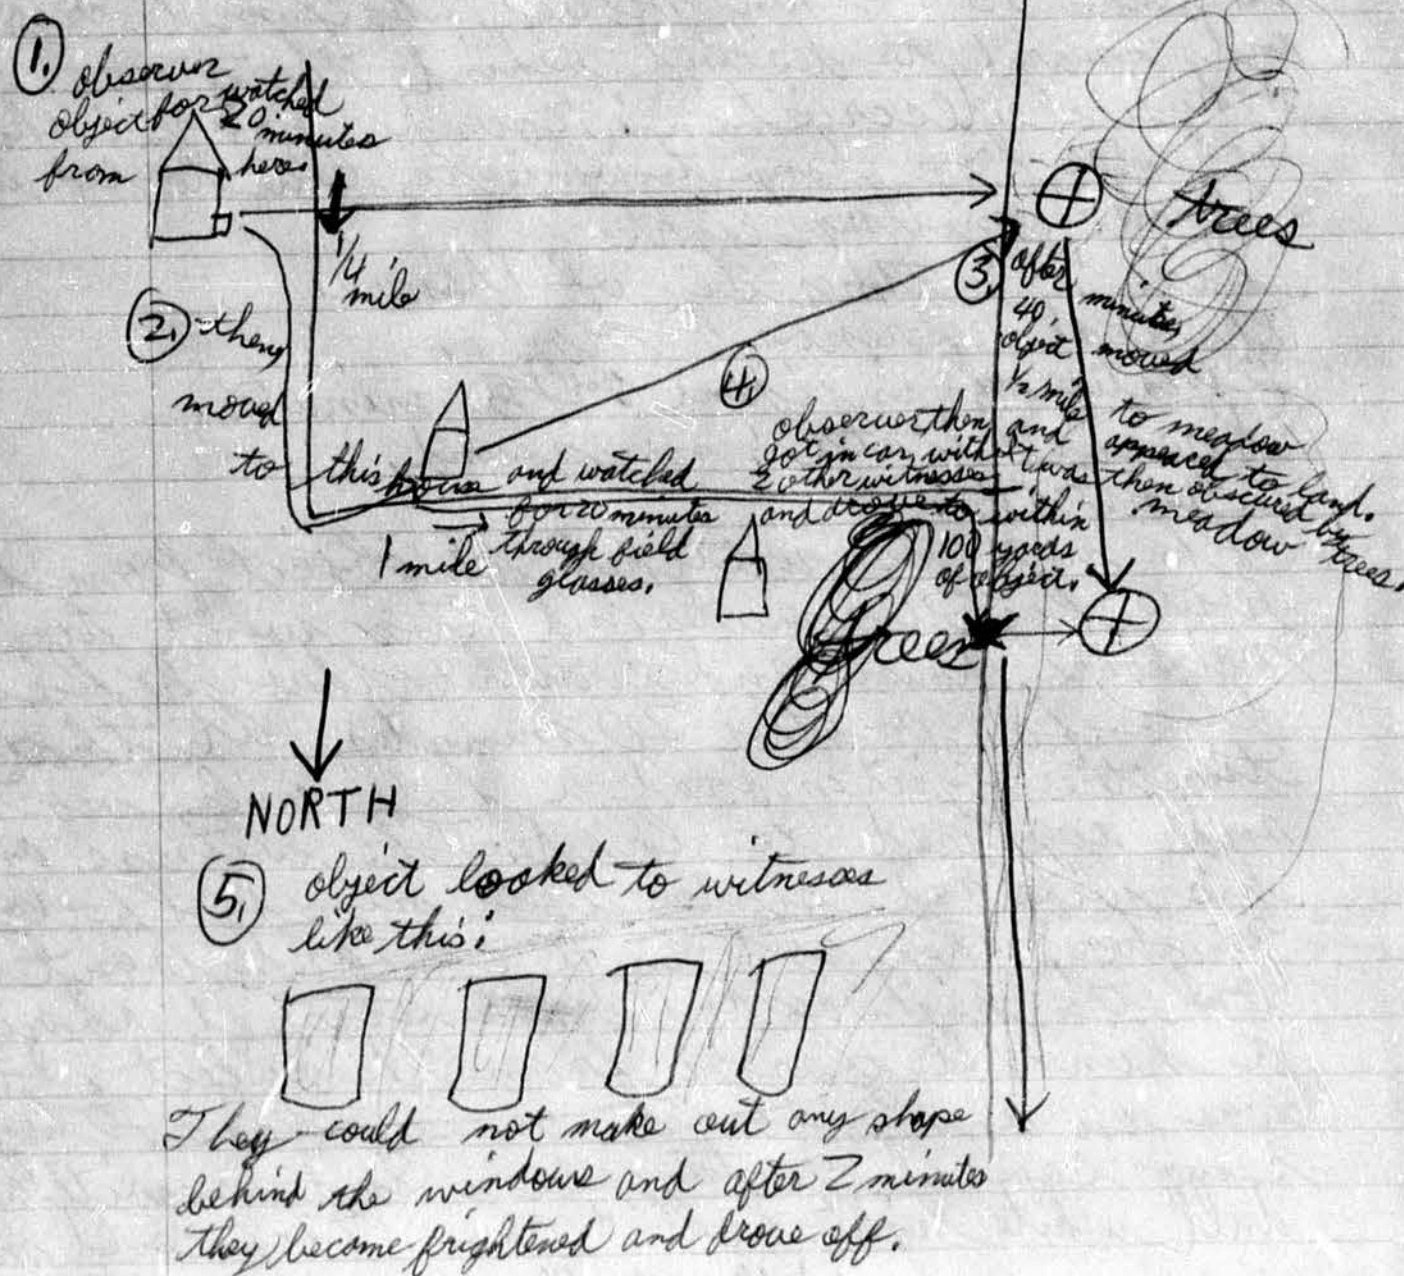 1. observer
object for watched
20 minutes
from here.
1/4
mile
2. then
moved
to this house and watched
for 20 minutes
through field
glasses.
1 mile
trees
3. after
40 minutes,
object moved
1/2 mile
to meadow
and appeared to land.
It was then obscured by
meadow trees.
4.
observer then
got in car with
2 other witnesses
and drove to within
100 yards
of object.
trees
NORTH
5. object looked to witnesses
like this:
They could not make out any shape
behind the windows and after 2 minutes
they become frightened and drove off.